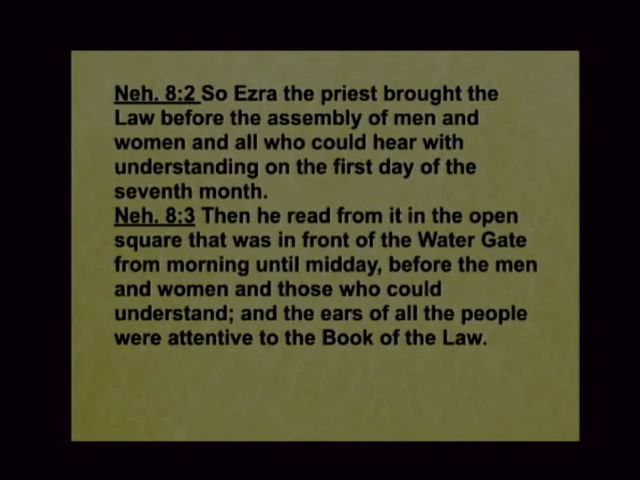 Neh. 8:2 So Ezra the priest brought the
Law before the assembly of men and
women and all who could hear with
understanding on the first day of the
seventh month.
Neh. 8:3 Then he read from it in the open
square that was in front of the Water Gate
from morning until midday, before the men
and women and those who could
understand; and the ears of all the people
were attentive to the Book of the Law.